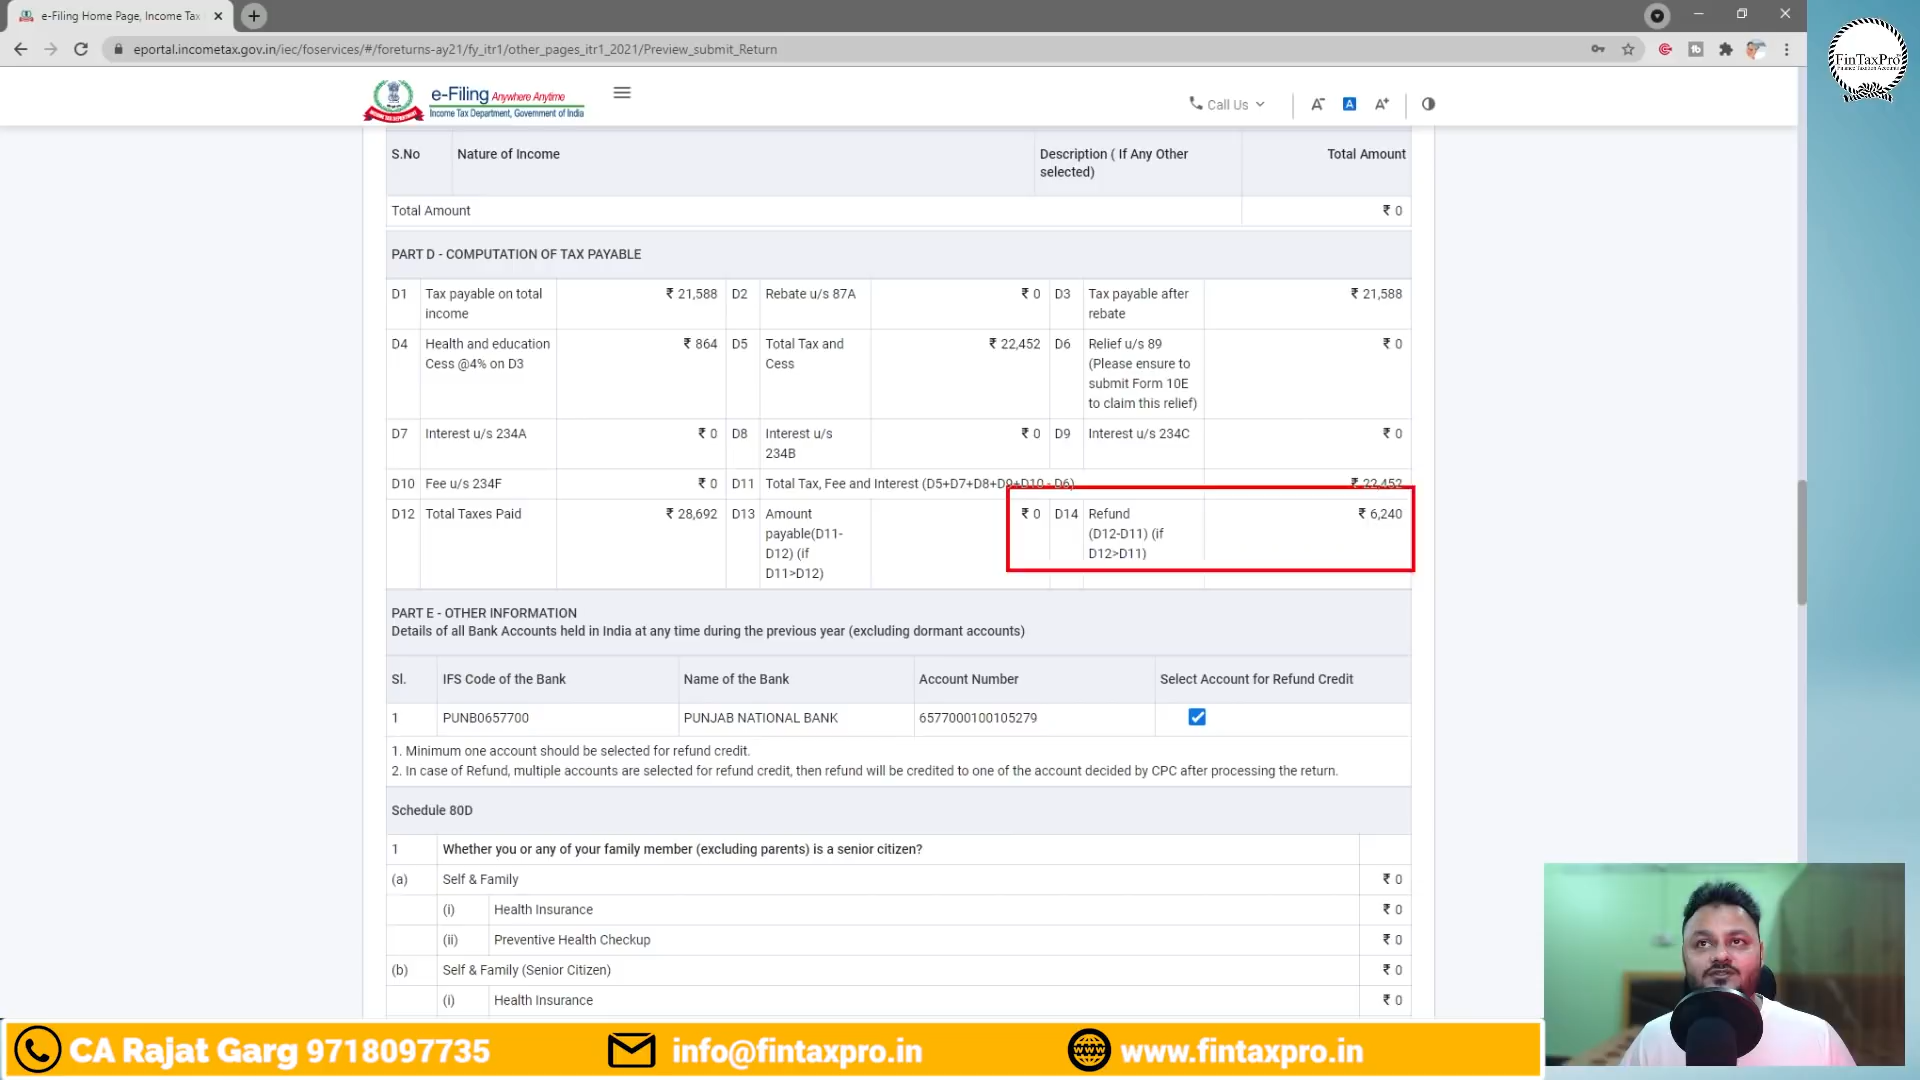 e-Filing Home Page, Income Tax
FinTaxPro
eportal.incometax.gov.in/iec/foservices/#/foreturns-ay21/fy_itr1/other_pages_itr1_2021/Preview_submit_Return
e-Filing Anywhere Anytime
Income Tax Department, Government of India
Call Us
A- A A+
S.No Nature of Income Description ( If Any Other selected) Total Amount
Total Amount ₹ 0
PART D - COMPUTATION OF TAX PAYABLE
D1 Tax payable on total income ₹ 21,588 D2 Rebate u/s 87A ₹ 0 D3 Tax payable after rebate ₹ 21,588
D4 Health and education Cess @4% on D3 ₹ 864 D5 Total Tax and Cess ₹ 22,452 D6 Relief u/s 89 (Please ensure to submit Form 10E to claim this relief) ₹ 0
D7 Interest u/s 234A ₹ 0 D8 Interest u/s 234B ₹ 0 D9 Interest u/s 234C ₹ 0
D10 Fee u/s 234F ₹ 0 D11 Total Tax, Fee and Interest (D5+D7+D8+D9+D10 - D6) ₹ 22,452
D12 Total Taxes Paid ₹ 28,692 D13 Amount payable(D11-D12) (if D11>D12) ₹ 0 D14 Refund (D12-D11) (if D12>D11) ₹ 6,240
PART E - OTHER INFORMATION
Details of all Bank Accounts held in India at any time during the previous year (excluding dormant accounts)
Sl. IFS Code of the Bank Name of the Bank Account Number Select Account for Refund Credit
1 PUNB0657700 PUNJAB NATIONAL BANK 6577000100105279
1. Minimum one account should be selected for refund credit.
2. In case of Refund, multiple accounts are selected for refund credit, then refund will be credited to one of the account decided by CPC after processing the return.
Schedule 80D
1 Whether you or any of your family member (excluding parents) is a senior citizen?
(a) Self & Family ₹ 0
(i) Health Insurance ₹ 0
(ii) Preventive Health Checkup ₹ 0
(b) Self & Family (Senior Citizen) ₹ 0
(i) Health Insurance ₹ 0
CA Rajat Garg 9718097735 info@fintaxpro.in www.fintaxpro.in